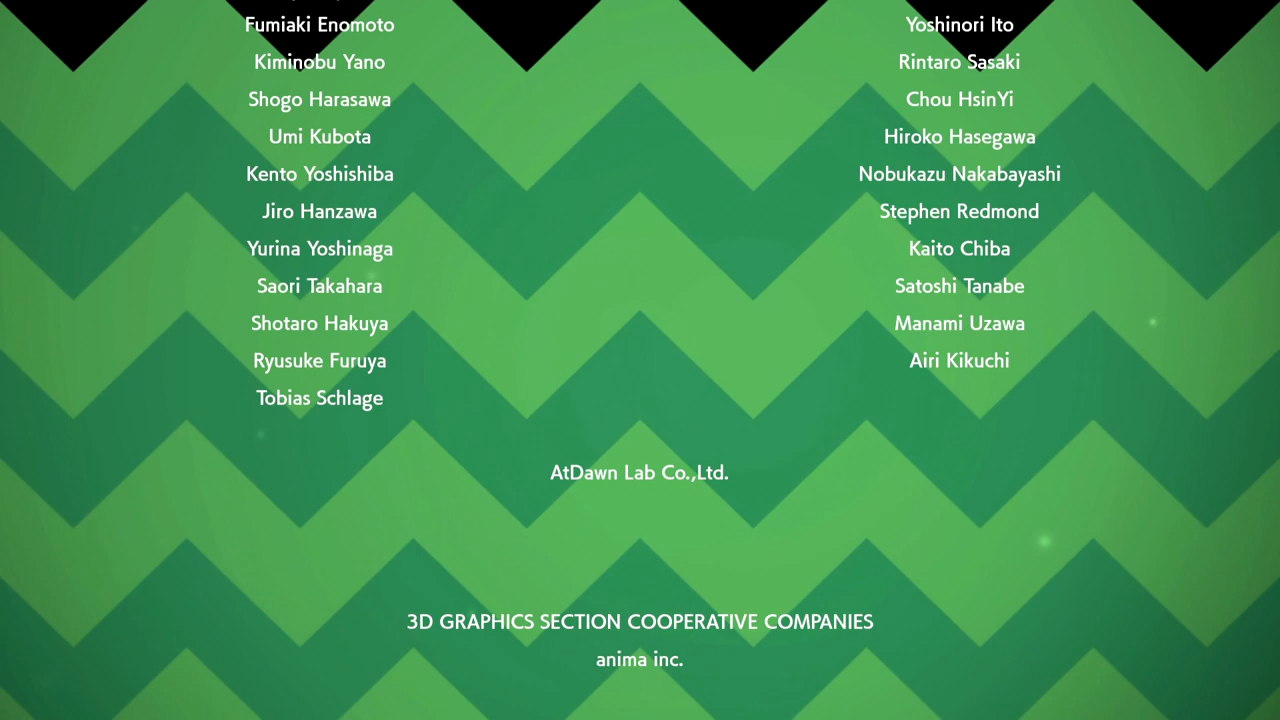 Fumiaki Enomoto
Yoshinori Ito
Kiminobu Yano
Rintaro Sasaki
Shogo Harasawa
Chou HsinYi
Umi Kubota
Hiroko Hasegawa
Kento Yoshishiba
Nobukazu Nakabayashi
Jiro Hanzawa
Stephen Redmond
Yurina Yoshinaga
Kaito Chiba
Saori Takahara
Satoshi Tanabe
Shotaro Hakuya
Manami Uzawa
Ryusuke Furuya
Airi Kikuchi
Tobias Schlage
AtDawn Lab Co.,Ltd.
3D GRAPHICS SECTION COOPERATIVE COMPANIES
anima inc.